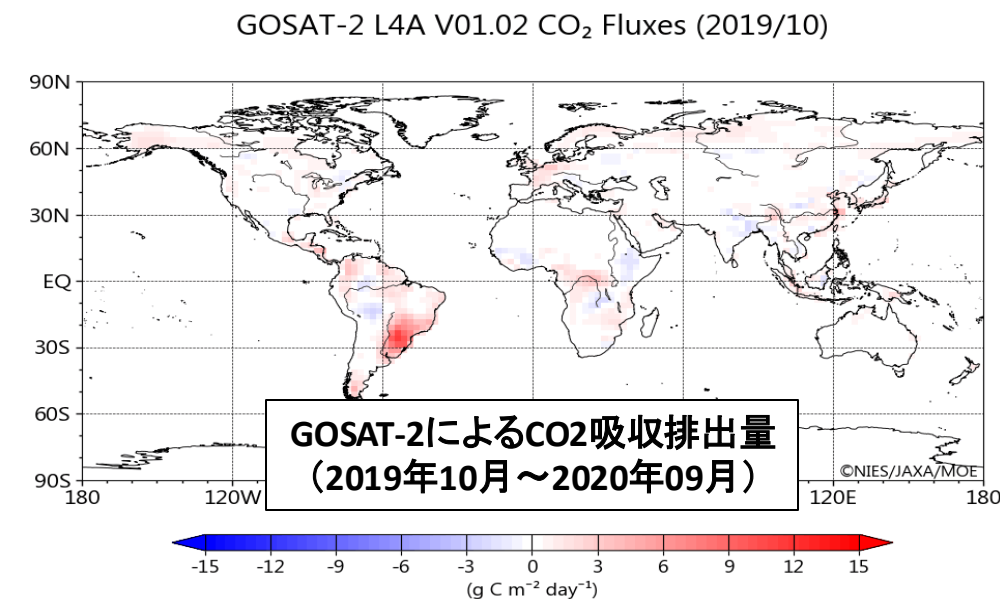 GOSAT-2 L4A V01.02 CO₂ Fluxes (2019/10)
90N
60N
30N
EQ
30S
60S
90S
GOSAT-2によるCO2吸収排出量
（2019年10月～2020年09月）
©NIES/JAXA/MOE
180 120W 120E 180
-15 -12 -9 -6 -3 0 3 6 9 12 15
(g C m⁻² day⁻¹)